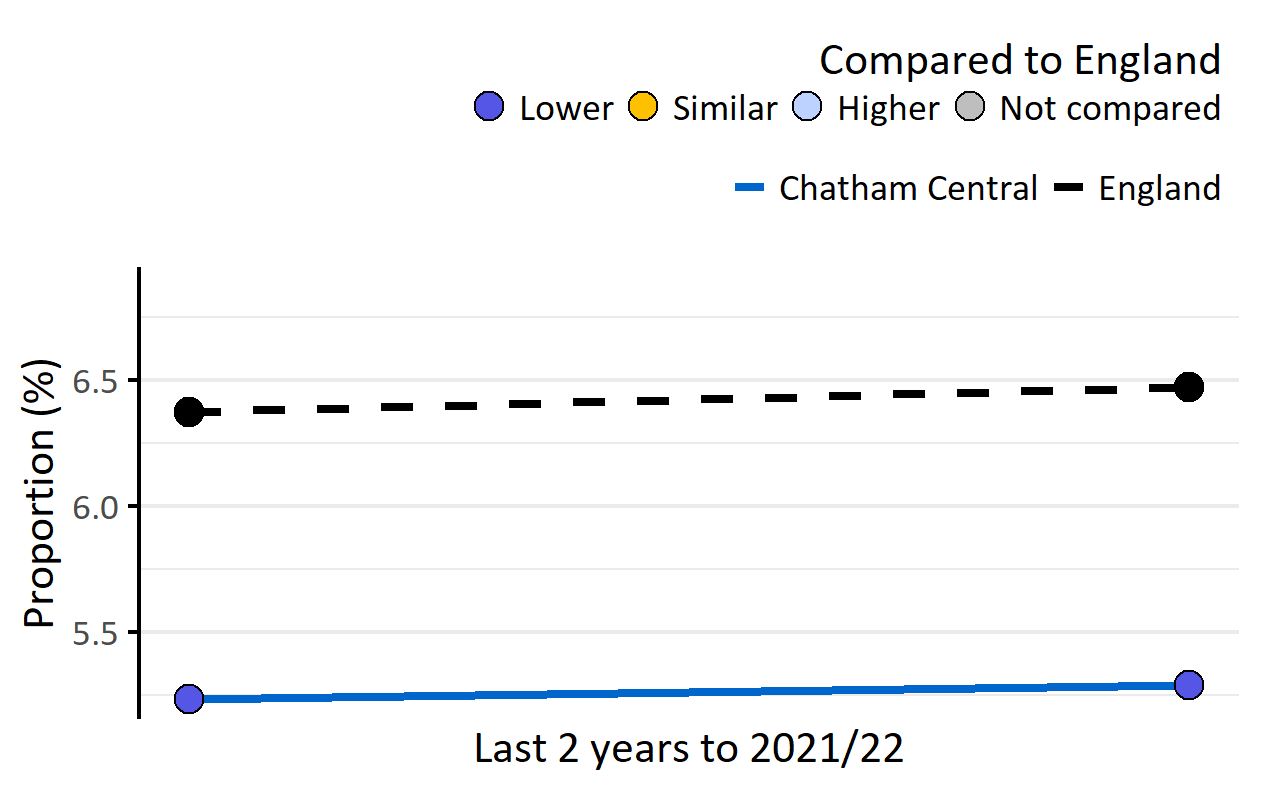 Compared to England
Lower Similar Higher Not compared
Chatham Central England
Proportion (%)
6.5
6.0
5.5
Last 2 years to 2021/22